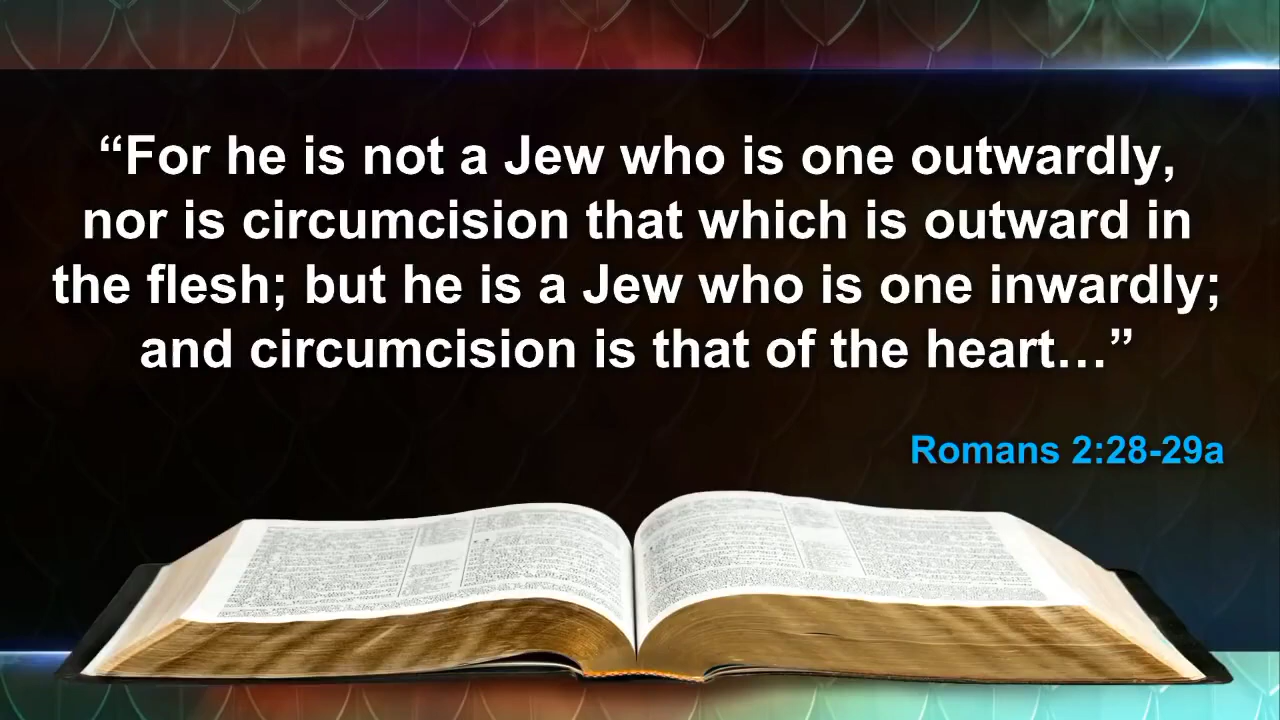 “For he is not a Jew who is one outwardly,
nor is circumcision that which is outward in
the flesh; but he is a Jew who is one inwardly;
and circumcision is that of the heart…”
Romans 2:28-29a